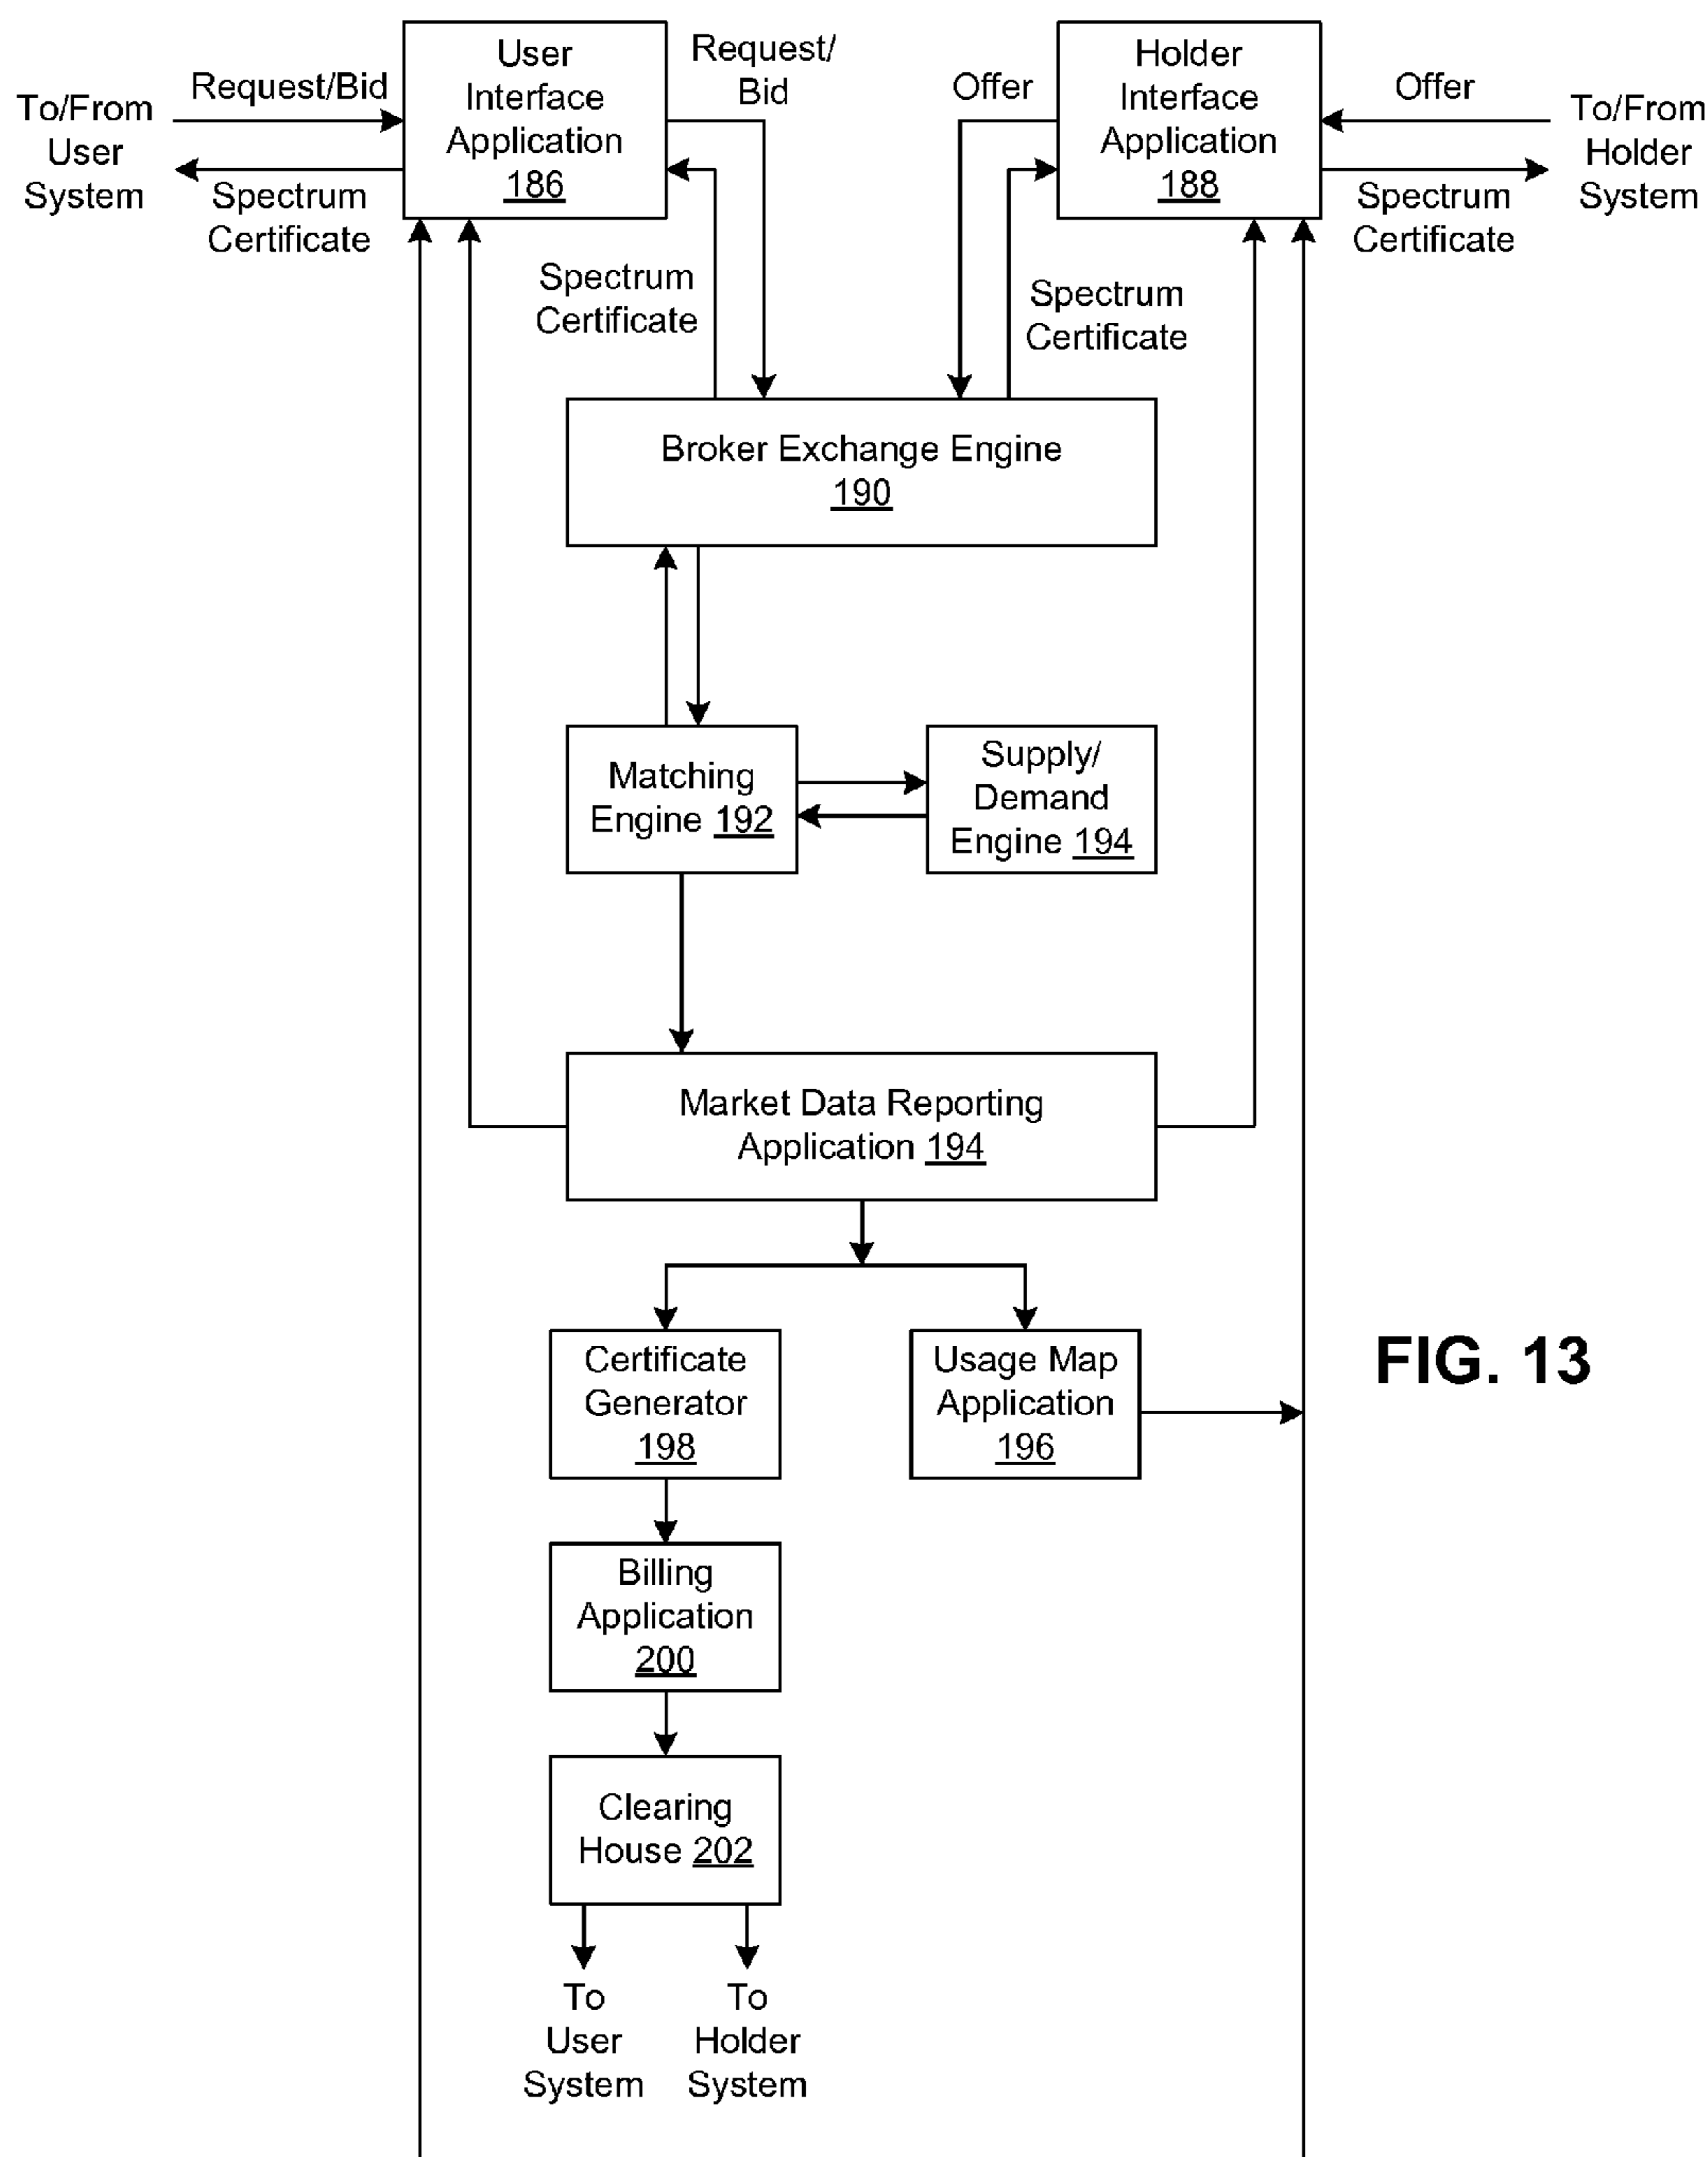 To/From
User
System
Request/Bid
Spectrum
Certificate
User
Interface
Application
186
Request/
Bid
Offer
Holder
Interface
Application
188
Offer
Spectrum
Certificate
To/From
Holder
System
Spectrum
Certificate
Spectrum
Certificate
Broker Exchange Engine
190
Matching
Engine 192
Supply/
Demand
Engine 194
Market Data Reporting
Application 194
Certificate
Generator
198
Usage Map
Application
196
FIG. 13
Billing
Application
200
Clearing
House 202
To
User
System
To
Holder
System